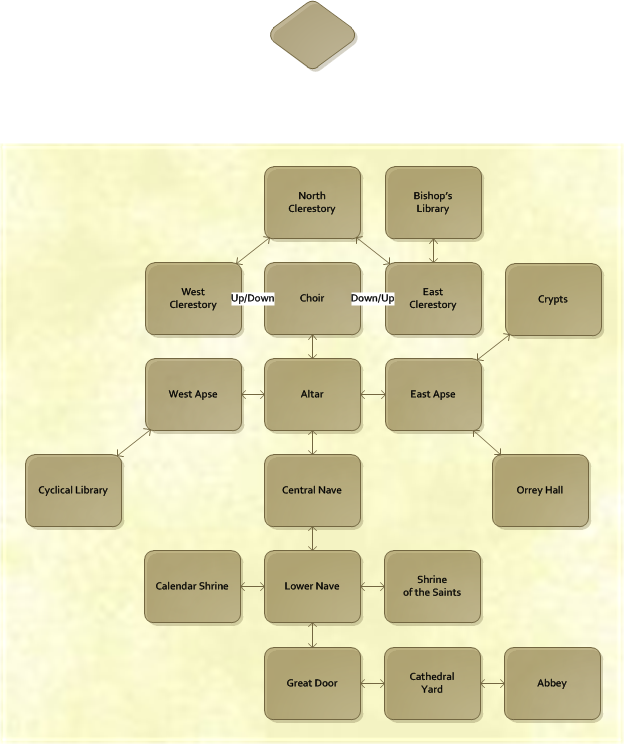 North
Clerestory
Bishop's
Library
West
Clerestory
Up/Down
Choir
Down/Up
East
Clerestory
Crypts
West Apse
Altar
East Apse
Cyclical Library
Central Nave
Orrey Hall
Calendar Shrine
Lower Nave
Shrine
of the Saints
Great Door
Cathedral
Yard
Abbey